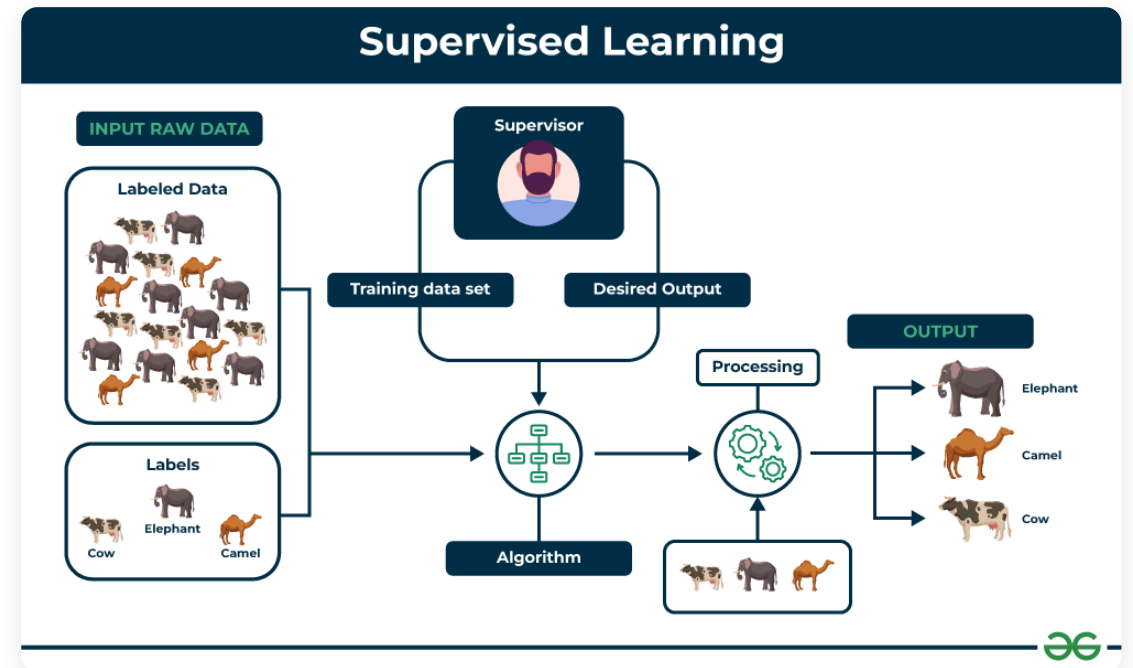 Supervised Learning
INPUT RAW DATA
Labeled Data
Labels
Elephant
Cow
Camel
Supervisor
Training data set
Desired Output
Algorithm
Processing
OUTPUT
Elephant
Camel
Cow